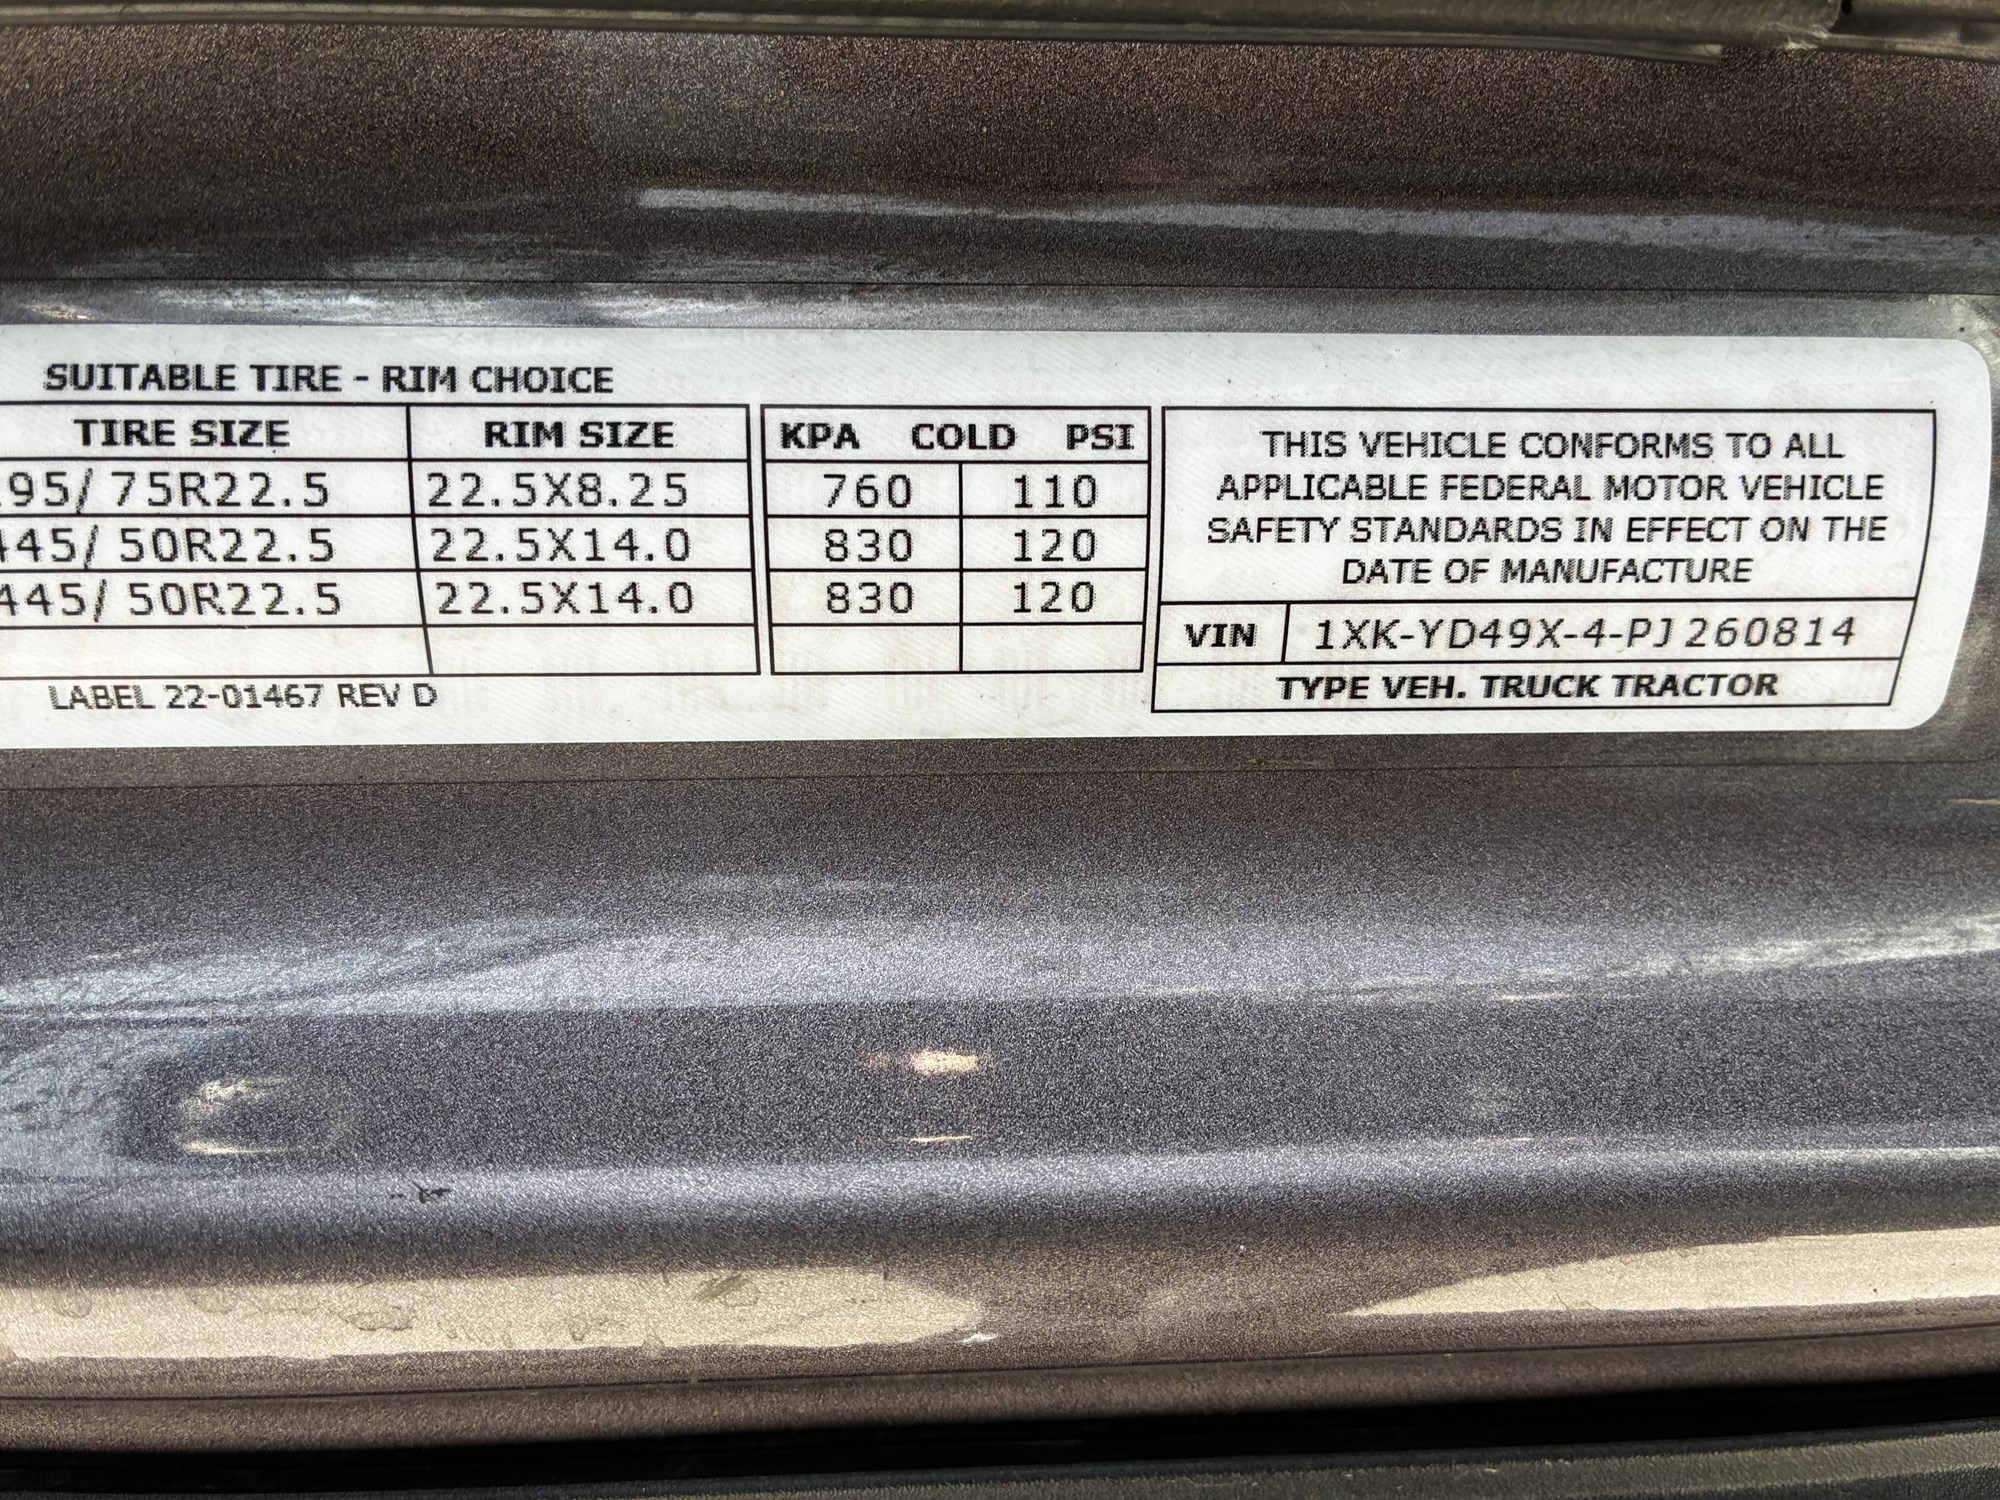 SUITABLE TIRE - RIM CHOICE
TIRE SIZE RIM SIZE KPA COLD PSI
95/75R22.5 22.5X8.25 760 110
445/50R22.5 22.5X14.0 830 120
445/50R22.5 22.5X14.0 830 120
LABEL 22-01467 REV D
THIS VEHICLE CONFORMS TO ALL
APPLICABLE FEDERAL MOTOR VEHICLE
SAFETY STANDARDS IN EFFECT ON THE
DATE OF MANUFACTURE
VIN 1XK-YD49X-4-PJ260814
TYPE VEH. TRUCK TRACTOR